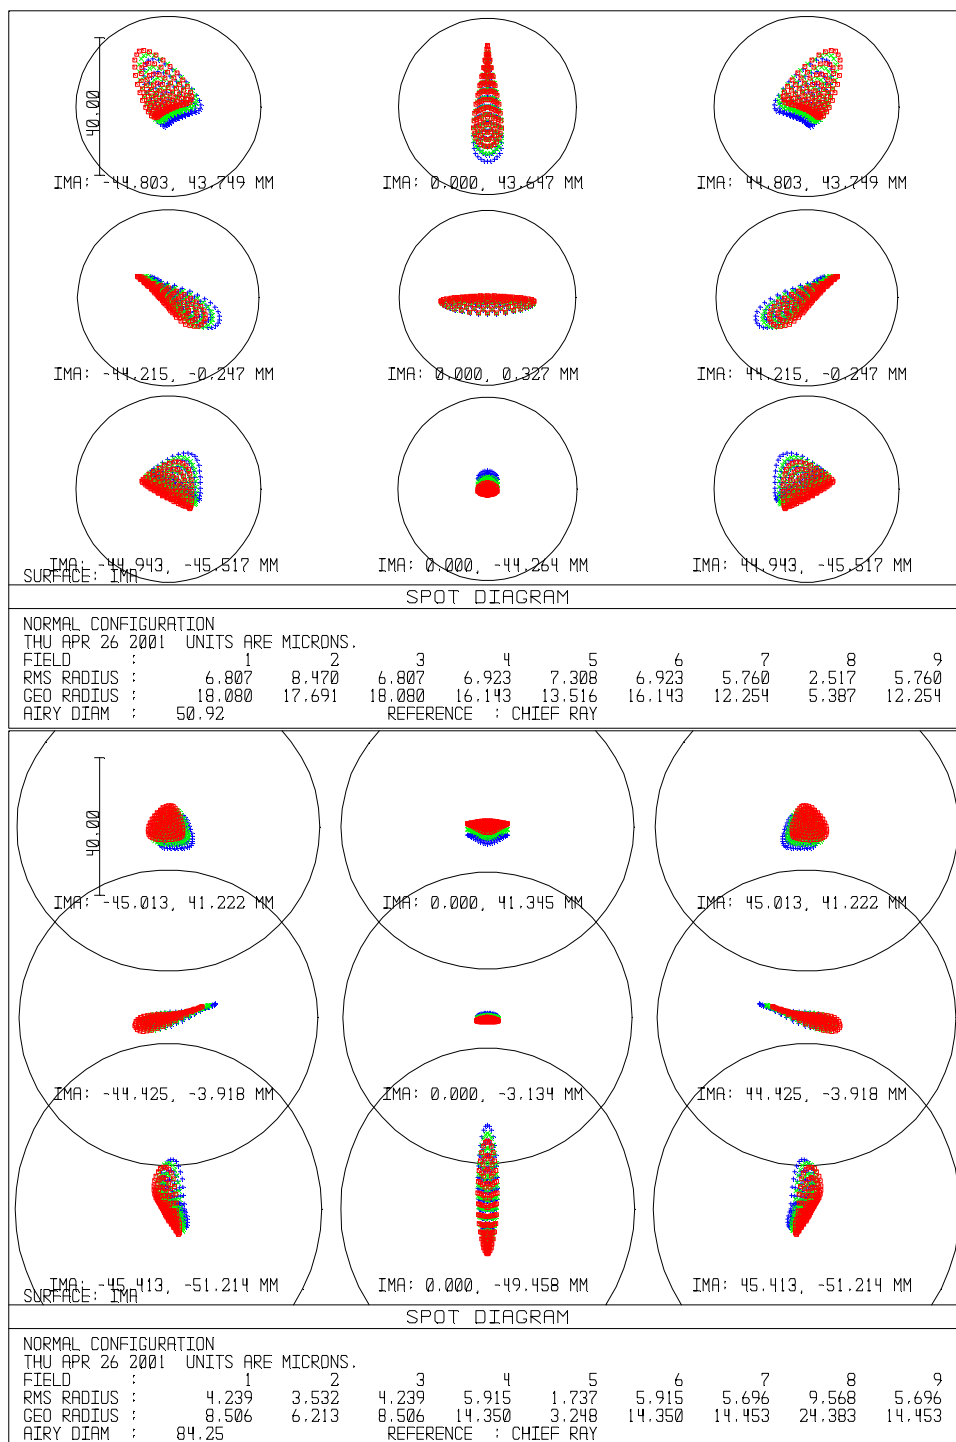 40.00
IMA: -44.803, 43.749 MM
IMA: 0.000, 43.647 MM
IMA: 44.803, 43.749 MM
IMA: -44.215, -0.247 MM
IMA: 0.000, 0.327 MM
IMA: 44.215, -0.247 MM
IMA: -44.943, -45.517 MM
IMA: 0.000, -44.264 MM
IMA: 44.943, -45.517 MM
SURFACE: IMA
SPOT DIAGRAM
NORMAL CONFIGURATION
THU APR 26 2001 UNITS ARE MICRONS.
FIELD : 1 2 3 4 5 6 7 8 9
RMS RADIUS : 6.807 8.470 6.807 6.923 7.308 6.923 5.760 2.517 5.760
GEO RADIUS : 18.080 17.691 18.080 16.143 13.516 16.143 12.254 5.387 12.254
AIRY DIAM : 50.92 REFERENCE : CHIEF RAY
40.00
IMA: -45.013, 41.222 MM
IMA: 0.000, 41.345 MM
IMA: 45.013, 41.222 MM
IMA: -44.425, -3.918 MM
IMA: 0.000, -3.134 MM
IMA: 44.425, -3.918 MM
IMA: -45.413, -51.214 MM
IMA: 0.000, -49.458 MM
IMA: 45.413, -51.214 MM
SURFACE: IMA
SPOT DIAGRAM
NORMAL CONFIGURATION
THU APR 26 2001 UNITS ARE MICRONS.
FIELD : 1 2 3 4 5 6 7 8 9
RMS RADIUS : 4.239 3.532 4.239 5.915 1.737 5.915 5.696 9.568 5.696
GEO RADIUS : 8.506 6.213 8.506 14.350 3.248 14.350 14.453 24.383 14.453
AIRY DIAM : 84.25 REFERENCE : CHIEF RAY